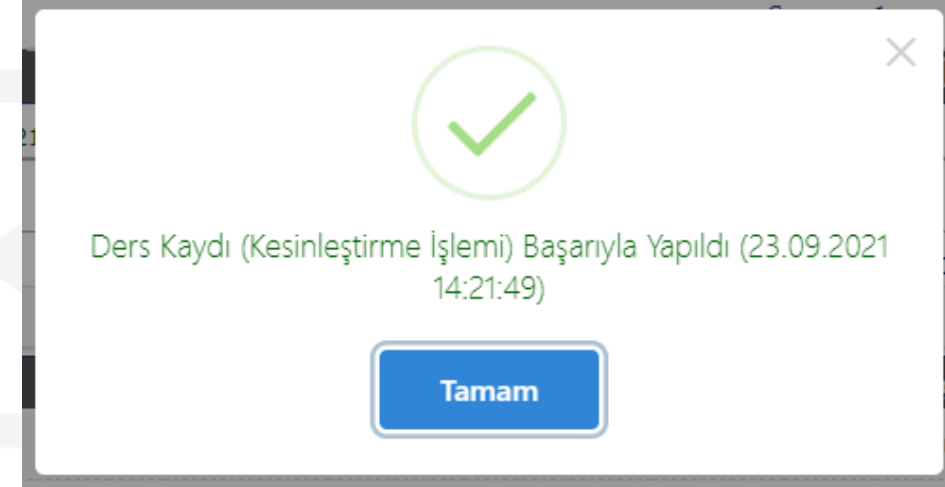 Ders Kaydı (Kesinleştirme İşlemi) Başarıyla Yapıldı (23.09.2021
14:21:49)
Tamam